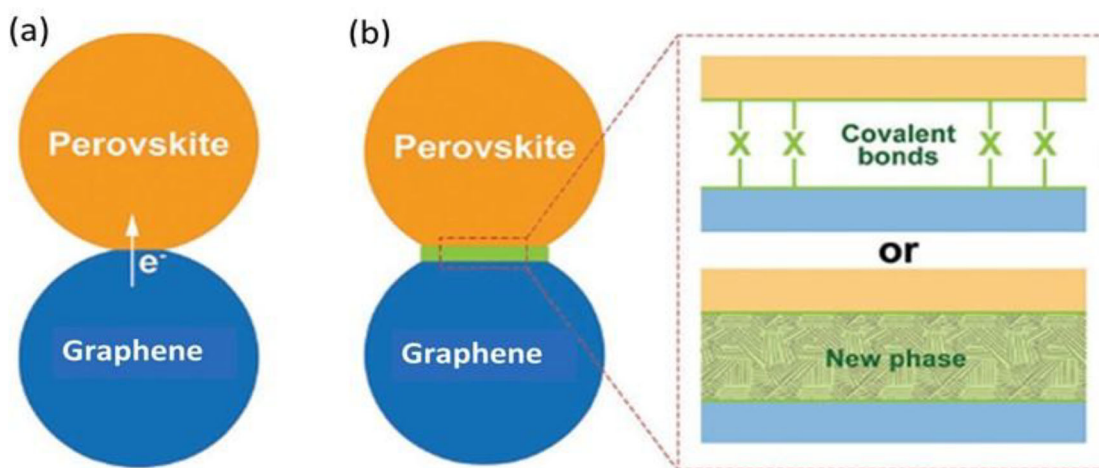 (a)
Perovskite
e-
Graphene
(b)
Perovskite
Graphene
X X Covalent bonds X X
or
New phase